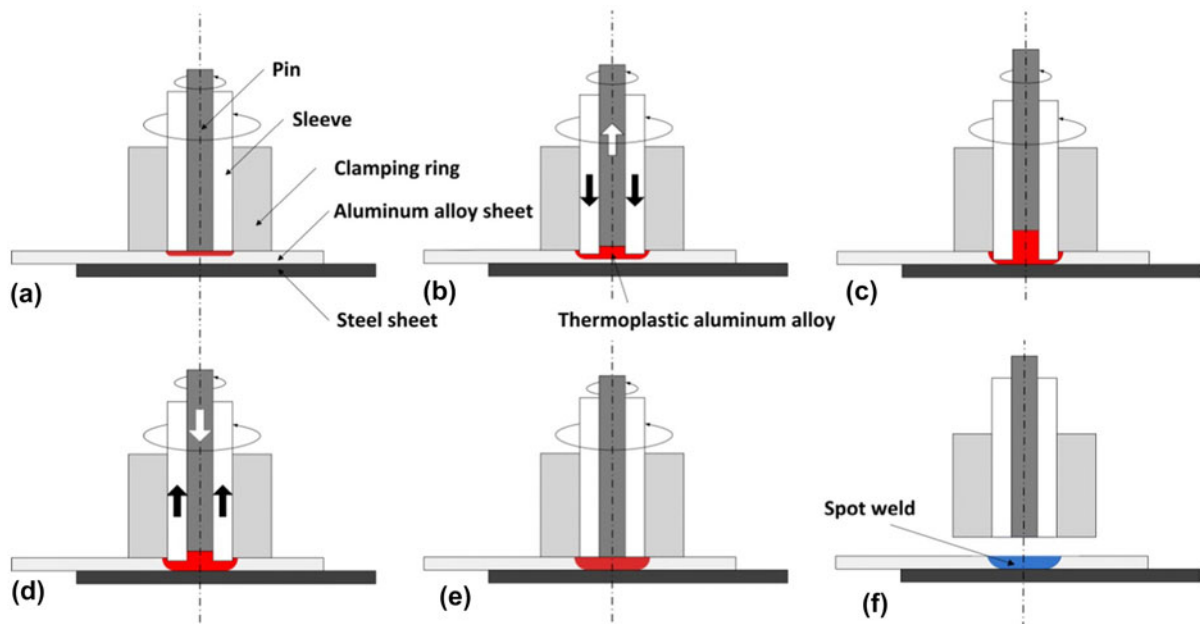 Pin
Sleeve
Clamping ring
Aluminum alloy sheet
(a)
(b)
(c)
Steel sheet
Thermoplastic aluminum alloy
Spot weld
(d)
(e)
(f)